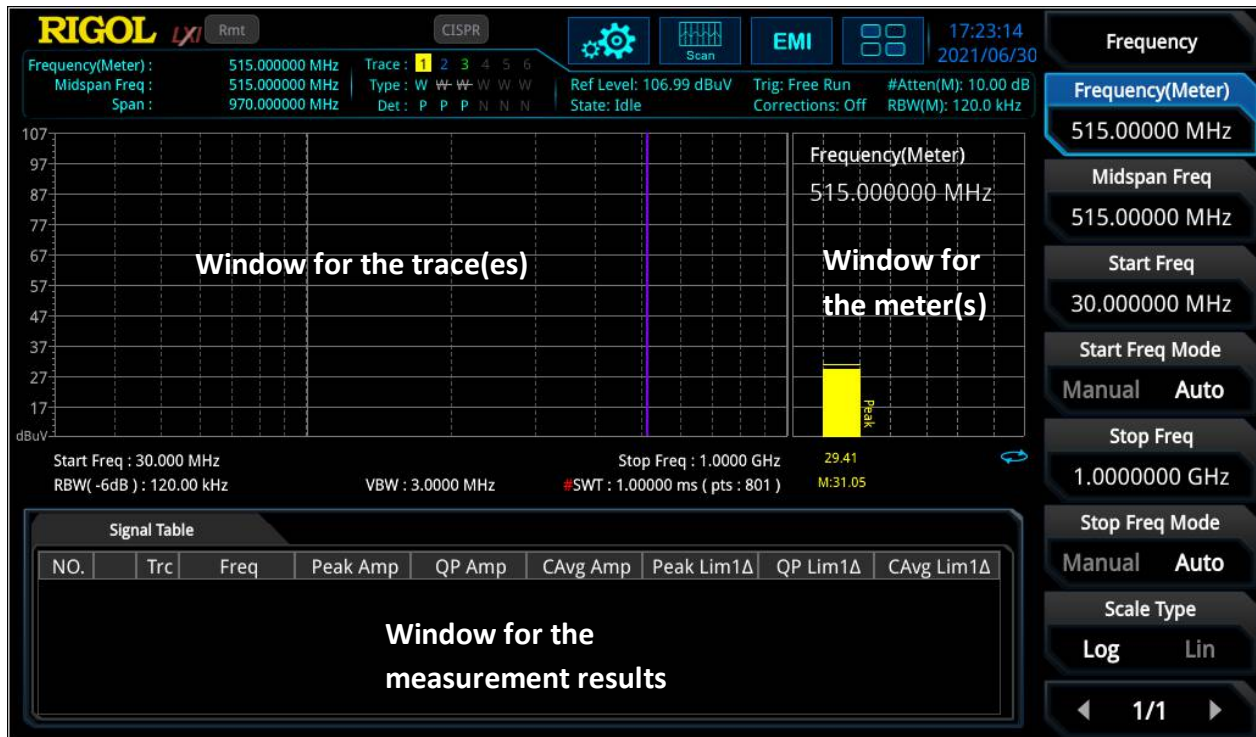 RIGOL LXI Rmt CISPR Scan EMI 17:23:14
2021/06/30
Frequency(Meter) : 515.000000 MHz Trace : 1 2 3 4 5 6
Midspan Freq : 515.000000 MHz Type : W W W W W W Ref Level: 106.99 dBuV Trig: Free Run #Atten(M): 10.00 dB
Span : 970.000000 MHz Det : P P P N N N State: Idle Corrections: Off RBW(M): 120.0 kHz
107
97
87
77
67
57
47
37
27
17
dBuV
Window for the trace(es)
Frequency(Meter)
515.000000 MHz
Window for
the meter(s)
Peak
Start Freq : 30.000 MHz Stop Freq : 1.0000 GHz 29.41
RBW( -6dB ) : 120.00 kHz VBW : 3.0000 MHz #SWT : 1.00000 ms ( pts : 801 ) M:31.05
Signal Table
NO. Trc Freq Peak Amp QP Amp CAvg Amp Peak Lim1Δ QP Lim1Δ CAvg Lim1Δ
Window for the
measurement results
Frequency
Frequency(Meter)
515.00000 MHz
Midspan Freq
515.00000 MHz
Start Freq
30.000000 MHz
Start Freq Mode
Manual Auto
Stop Freq
1.0000000 GHz
Stop Freq Mode
Manual Auto
Scale Type
Log Lin
1/1